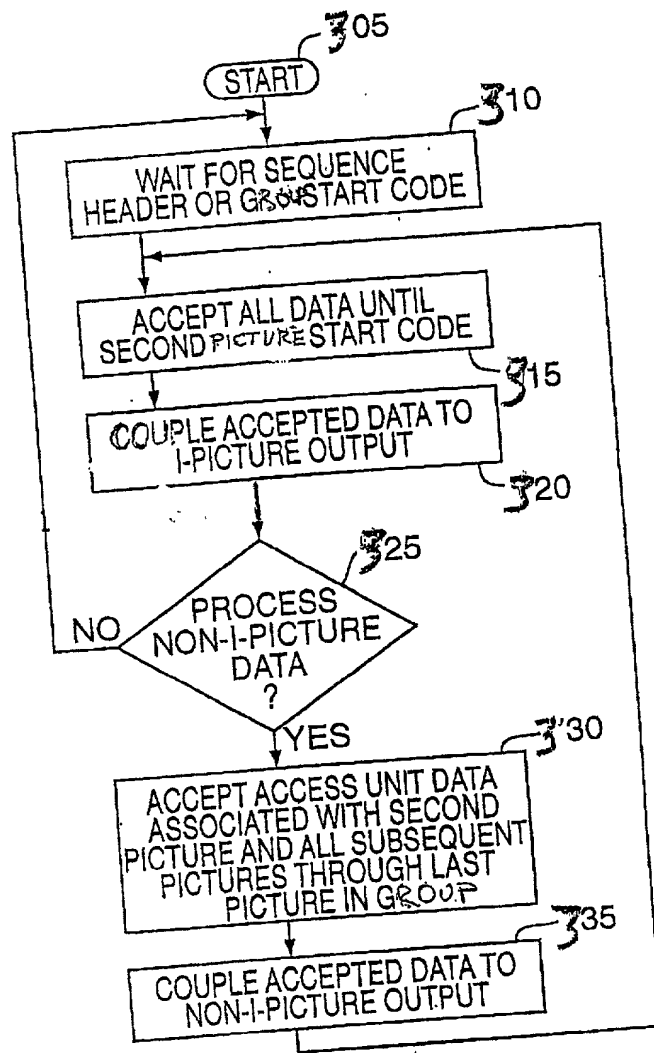 305
START
310
WAIT FOR SEQUENCE
HEADER OR GROUP START CODE
ACCEPT ALL DATA UNTIL
SECOND PICTURE START CODE
315
COUPLE ACCEPTED DATA TO
I-PICTURE OUTPUT
320
325
PROCESS
NON-I-PICTURE
DATA
?
NO
YES
330
ACCEPT ACCESS UNIT DATA
ASSOCIATED WITH SECOND
PICTURE AND ALL SUBSEQUENT
PICTURES THROUGH LAST
PICTURE IN GROUP
335
COUPLE ACCEPTED DATA TO
NON-I-PICTURE OUTPUT